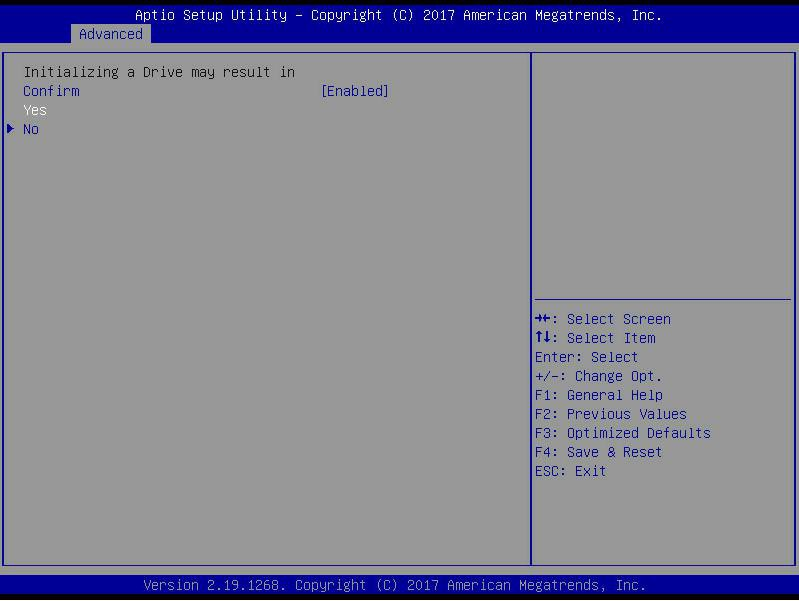 Aptio Setup Utility – Copyright (C) 2017 American Megatrends, Inc.
Advanced
Initializing a Drive may result in
Confirm [Enabled]
Yes
No
→←: Select Screen
↑↓: Select Item
Enter: Select
+/-: Change Opt.
F1: General Help
F2: Previous Values
F3: Optimized Defaults
F4: Save & Reset
ESC: Exit
Version 2.19.1268. Copyright (C) 2017 American Megatrends, Inc.